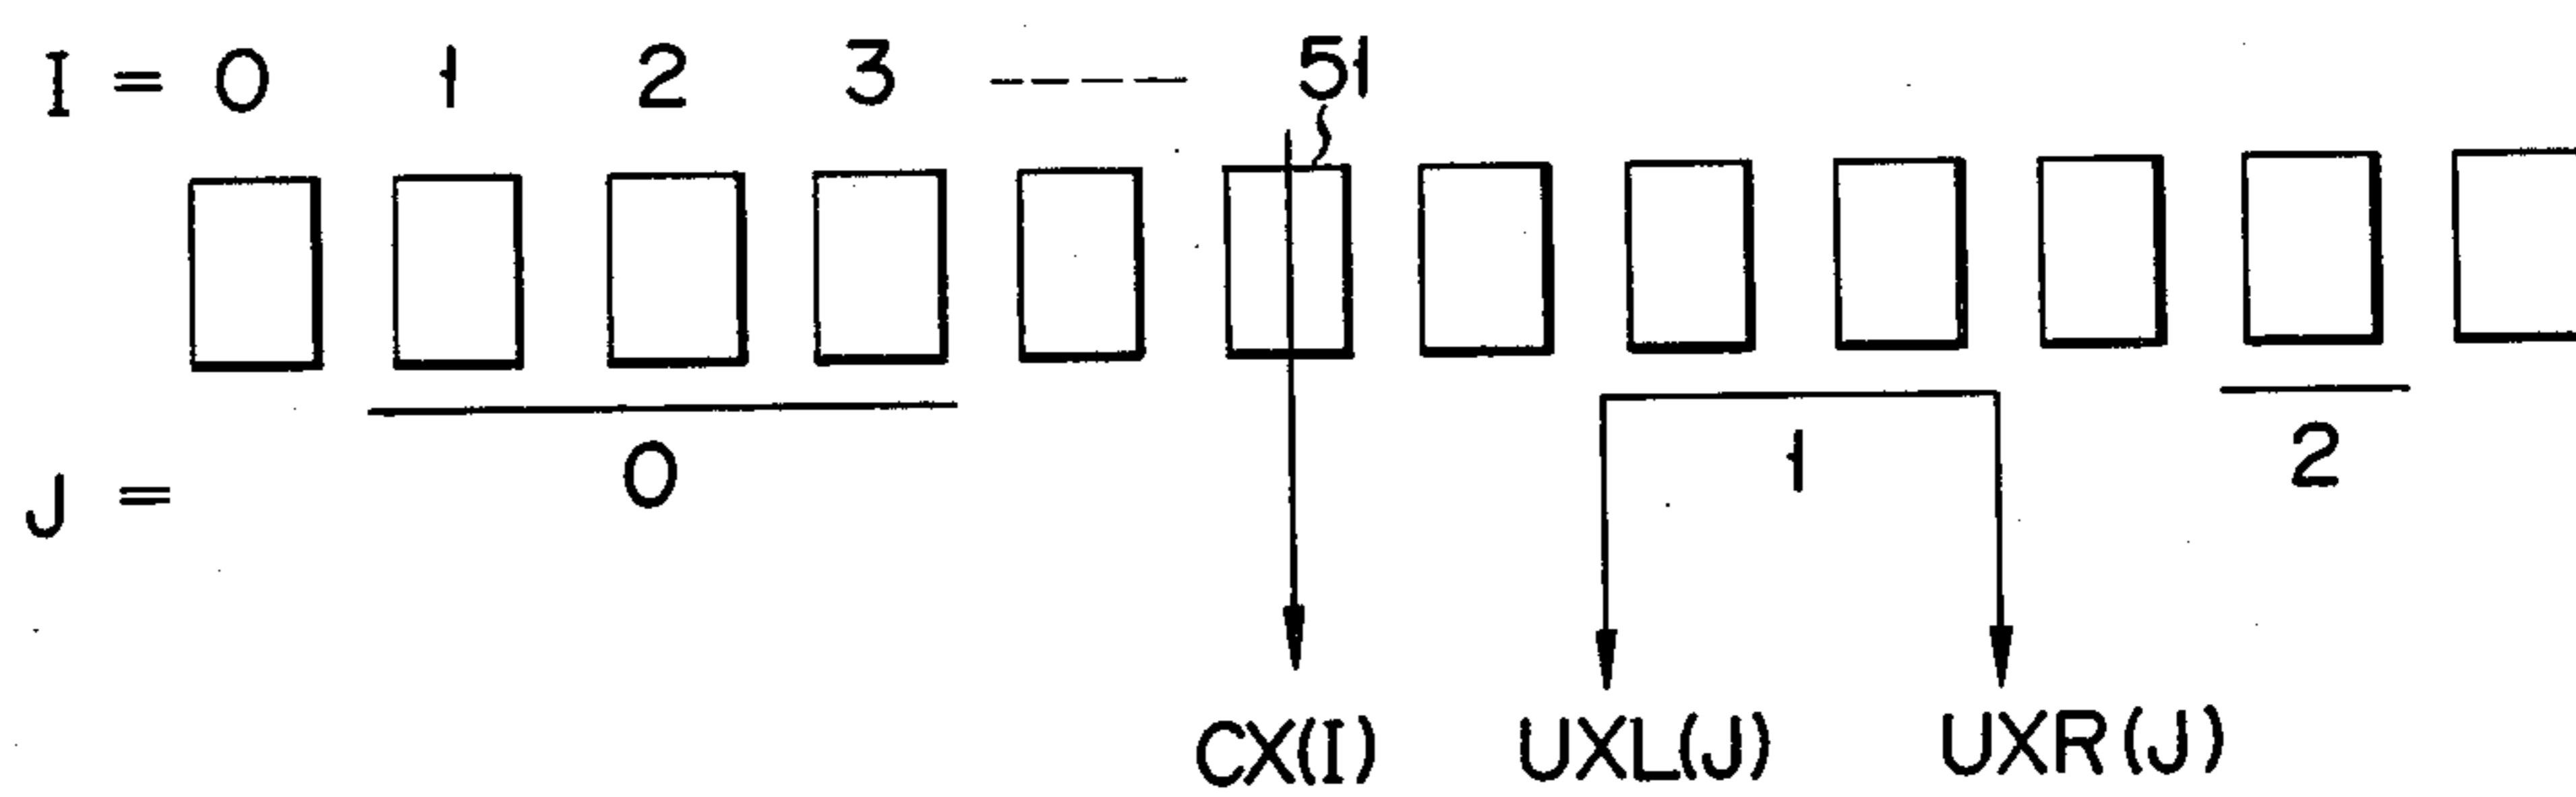 I = 0 1 2 3 ---- 51
J = 0 1 2
CX(I) UXL(J) UXR(J)